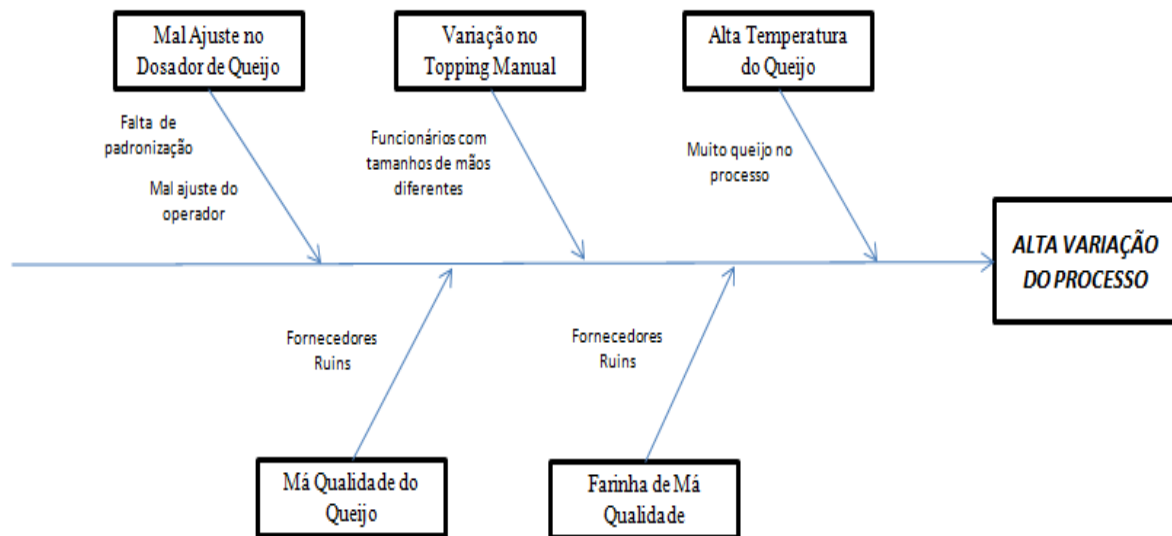 Mal Ajuste no
Dosador de Queijo
Variação no
Topping Manual
Alta Temperatura
do Queijo
Falta de
padronização
Mal ajuste do
operador
Funcionários com
tamanhos de mãos
diferentes
Muito queijo no
processo
ALTA VARIAÇÃO
DO PROCESSO
Fornecedores
Ruins
Fornecedores
Ruins
Má Qualidade do
Queijo
Farinha de Má
Qualidade